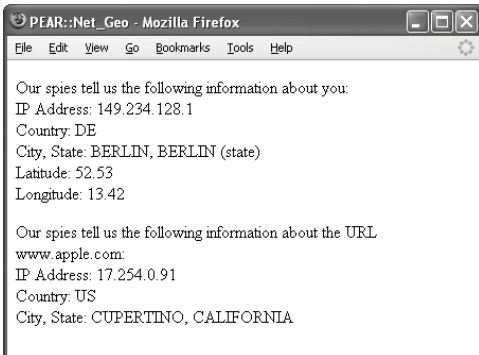 PEAR::Net_Geo - Mozilla Firefox
File Edit View Go Bookmarks Tools Help
Our spies tell us the following information about you:
IP Address: 149.234.128.1
Country: DE
City, State: BERLIN, BERLIN (state)
Latitude: 52.53
Longitude: 13.42
Our spies tell us the following information about the URL
www.apple.com:
IP Address: 17.254.0.91
Country: US
City, State: CUPERTINO, CALIFORNIA